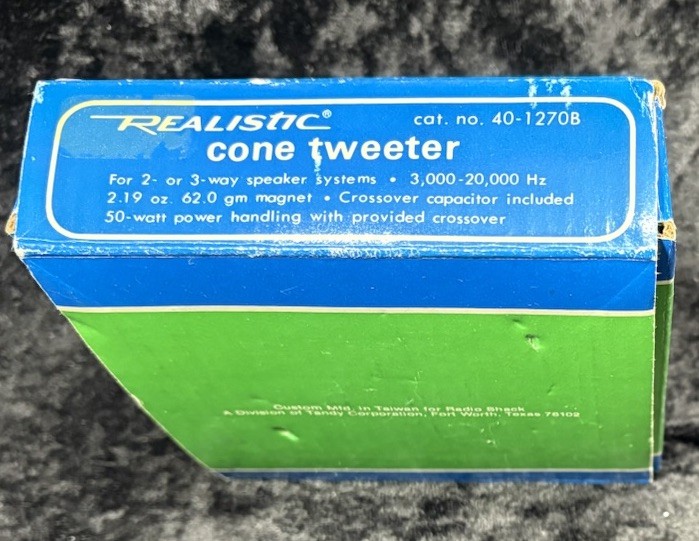 REALISTIC®
cat. no. 40-1270B
cone tweeter
For 2- or 3-way speaker systems • 3,000-20,000 Hz
2.19 oz. 62.0 gm magnet • Crossover capacitor included
50-watt power handling with provided crossover
Custom Mfd. in Taiwan for Radio Shack
A Division of Tandy Corporation, Fort Worth, Texas 76102